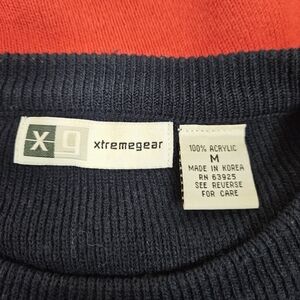 xg xtremegear
100% ACRYLIC
M
MADE IN KOREA
RN 63925
SEE REVERSE
FOR CARE